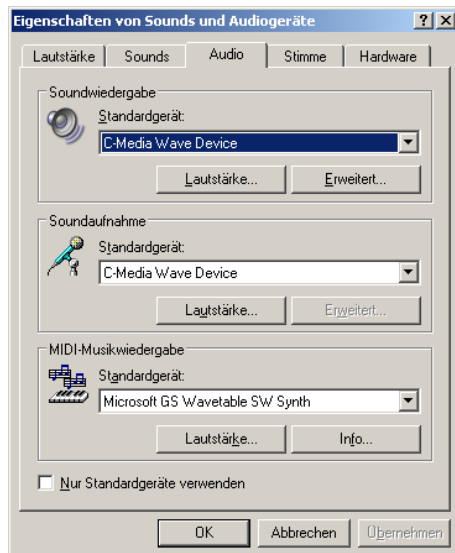 Eigenschaften von Sounds und Audiogeräte
Lautstärke Sounds Audio Stimme Hardware
Soundwiedergabe
Standardgerät:
C-Media Wave Device
Lautstärke... Erweitert...
Soundaufnahme
Standardgerät:
C-Media Wave Device
Lautstärke... Erweitert...
MIDI-Musikwiedergabe
Standardgerät:
Microsoft GS Wavetable SW Synth
Lautstärke... Info...
Nur Standardgeräte verwenden
OK Abbrechen Übernehmen